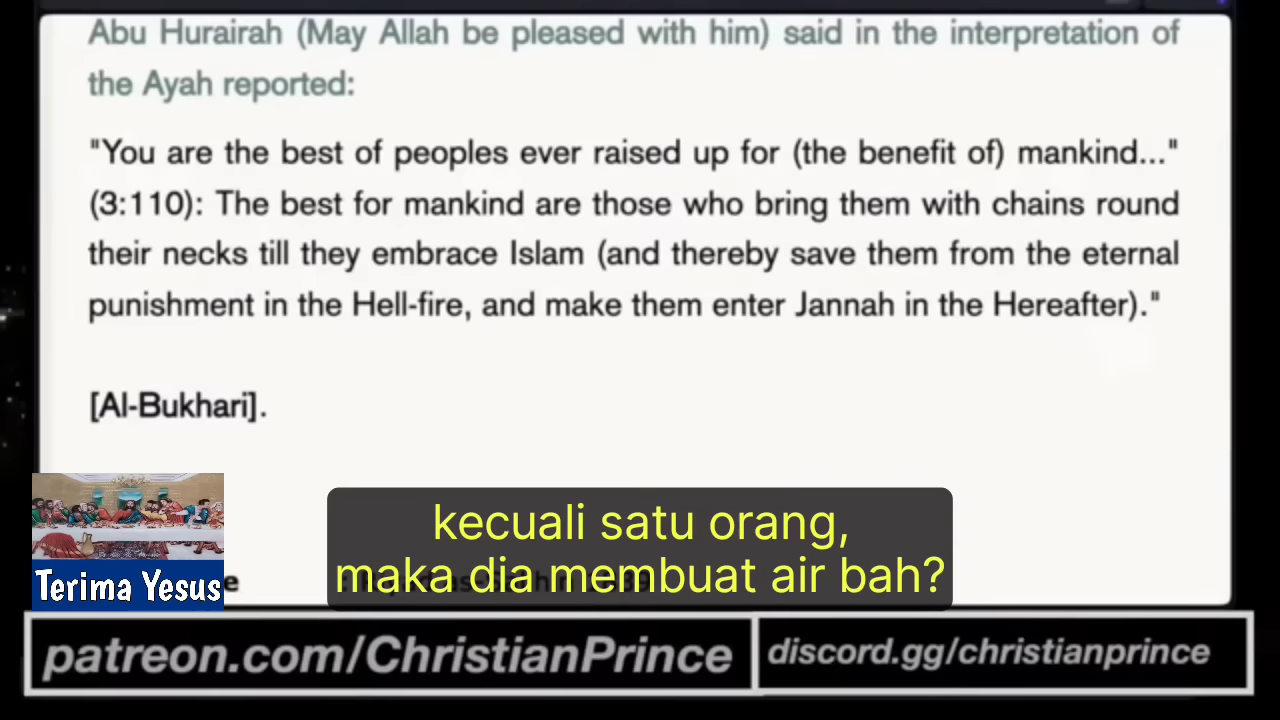 Abu Hurairah (May Allah be pleased with him) said in the interpretation of
the Ayah reported:
"You are the best of peoples ever raised up for (the benefit of) mankind..."
(3:110): The best for mankind are those who bring them with chains round
their necks till they embrace Islam (and thereby save them from the eternal
punishment in the Hell-fire, and make them enter Jannah in the Hereafter)."
[Al-Bukhari].
kecuali satu orang,
maka dia membuat air bah?
Terima Yesus
patreon.com/ChristianPrince
discord.gg/christianprince